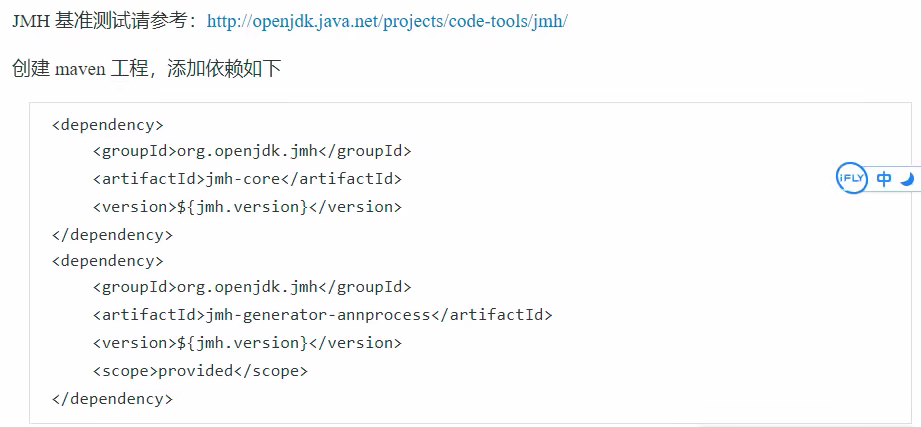 JMH 基准测试请参考：http://openjdk.java.net/projects/code-tools/jmh/
创建 maven 工程，添加依赖如下
<dependency>
    <groupId>org.openjdk.jmh</groupId>
    <artifactId>jmh-core</artifactId>
    <version>${jmh.version}</version>
</dependency>
<dependency>
    <groupId>org.openjdk.jmh</groupId>
    <artifactId>jmh-generator-annprocess</artifactId>
    <version>${jmh.version}</version>
    <scope>provided</scope>
</dependency>
iFLY 中